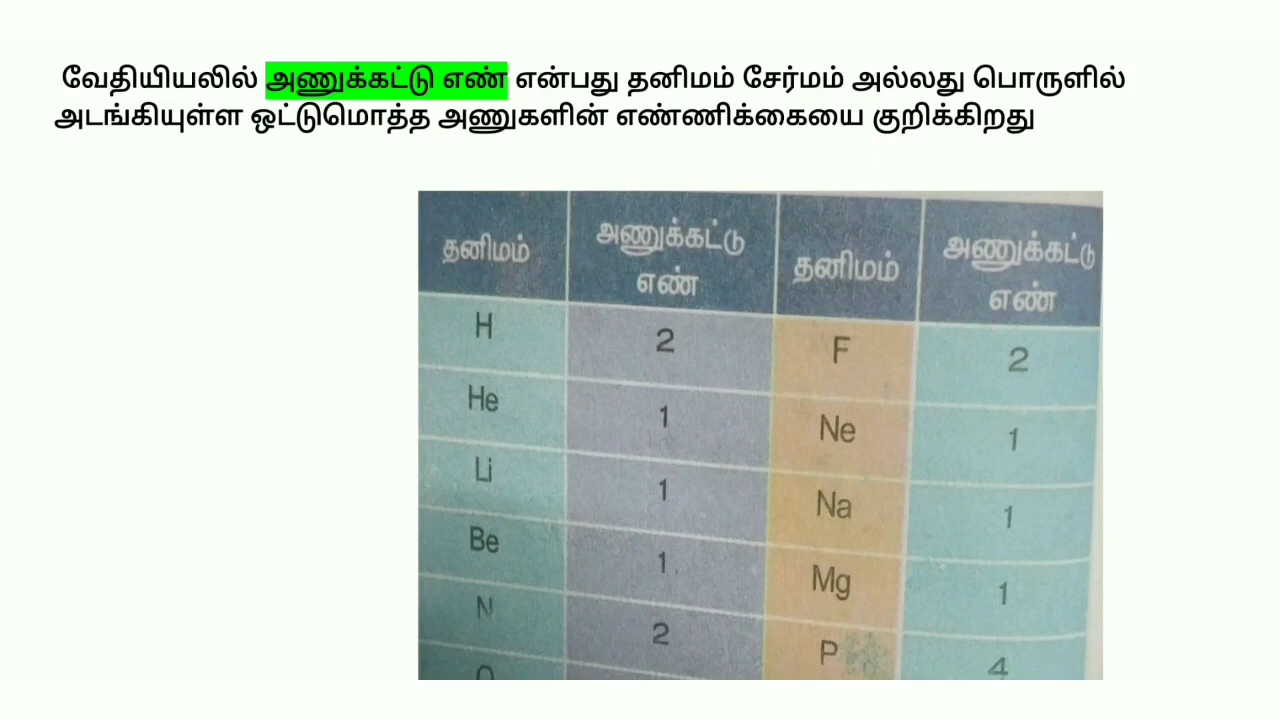 வேதியியலில் அணுக்கட்டு எண் என்பது தனிமம் சேர்மம் அல்லது பொருளில்
அடங்கியுள்ள ஒட்டுமொத்த அணுகளின் எண்ணிக்கையை குறிக்கிறது
தனிமம் அணுக்கட்டு எண் தனிமம் அணுக்கட்டு எண்
H 2 F 2
He 1 Ne 1
Li 1 Na 1
Be 1 Mg 1
N 2 P 4